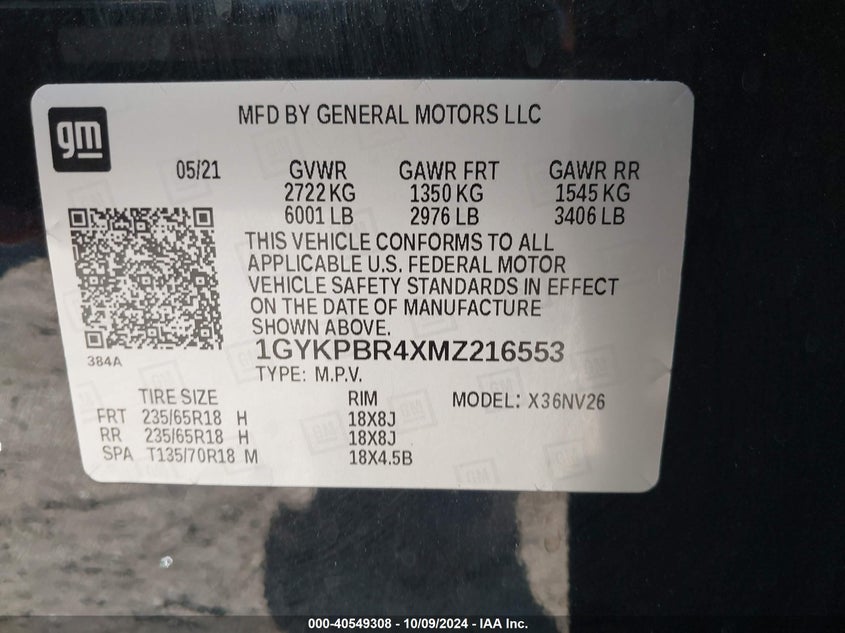 gm
MFD BY GENERAL MOTORS LLC
05/21 GVWR GAWR FRT GAWR RR
2722 KG 1350 KG 1545 KG
6001 LB 2976 LB 3406 LB
THIS VEHICLE CONFORMS TO ALL
APPLICABLE U.S. FEDERAL MOTOR
VEHICLE SAFETY STANDARDS IN EFFECT
ON THE DATE OF MANUFACTURE
SHOWN ABOVE.
384A
1GYKPBR4XMZ216553
TYPE: M.P.V.
TIRE SIZE RIM MODEL: X36NV26
FRT 235/65R18 H 18X8J
RR 235/65R18 H 18X8J
SPA T135/70R18 M 18X4.5B
000-40549308 - 10/09/2024 - IAA Inc.